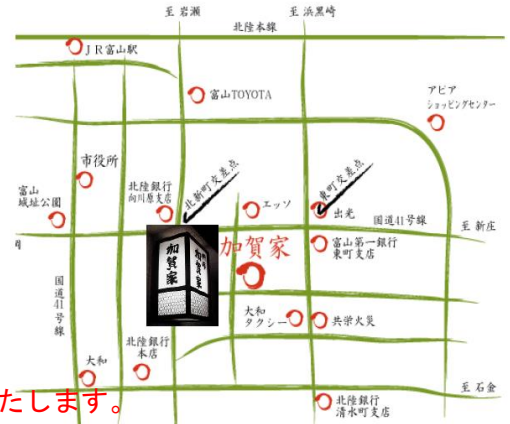 至 岩瀬
至 浜黒崎
北陸本線
JR富山駅
富山TOYOTA
アピア
ショッピングセンター
市役所
北陸銀行
向川原支店
北新町交差点
エッソ
東町交差点
出光
国道41号線
至 新庄
富山
城址公園
加賀家
加賀家
加賀家
富山第一銀行
東町支店
国道41号線
大和
タクシー
共栄火災
北陸銀行
本店
大和
至 石金
たします。
北陸銀行
清水町支店